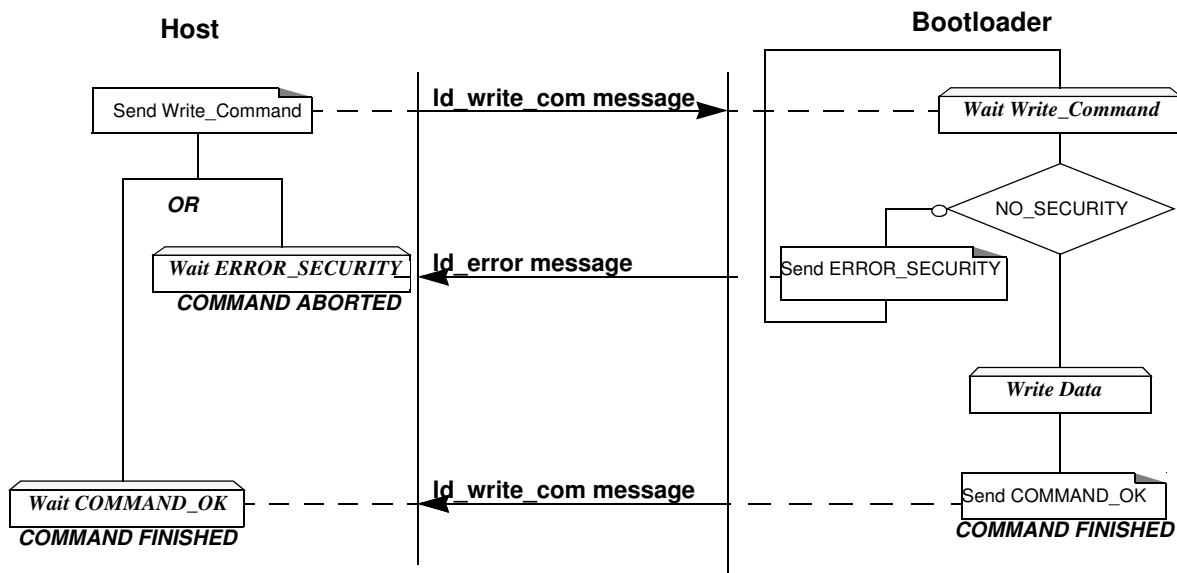 Host
Bootloader
Send Write_Command
Id_write_com message
Wait Write_Command
OR
NO_SECURITY
Wait ERROR_SECURITY
Id_error message
Send ERROR_SECURITY
COMMAND ABORTED
Write Data
Wait COMMAND_OK
Id_write_com message
Send COMMAND_OK
COMMAND FINISHED
COMMAND FINISHED